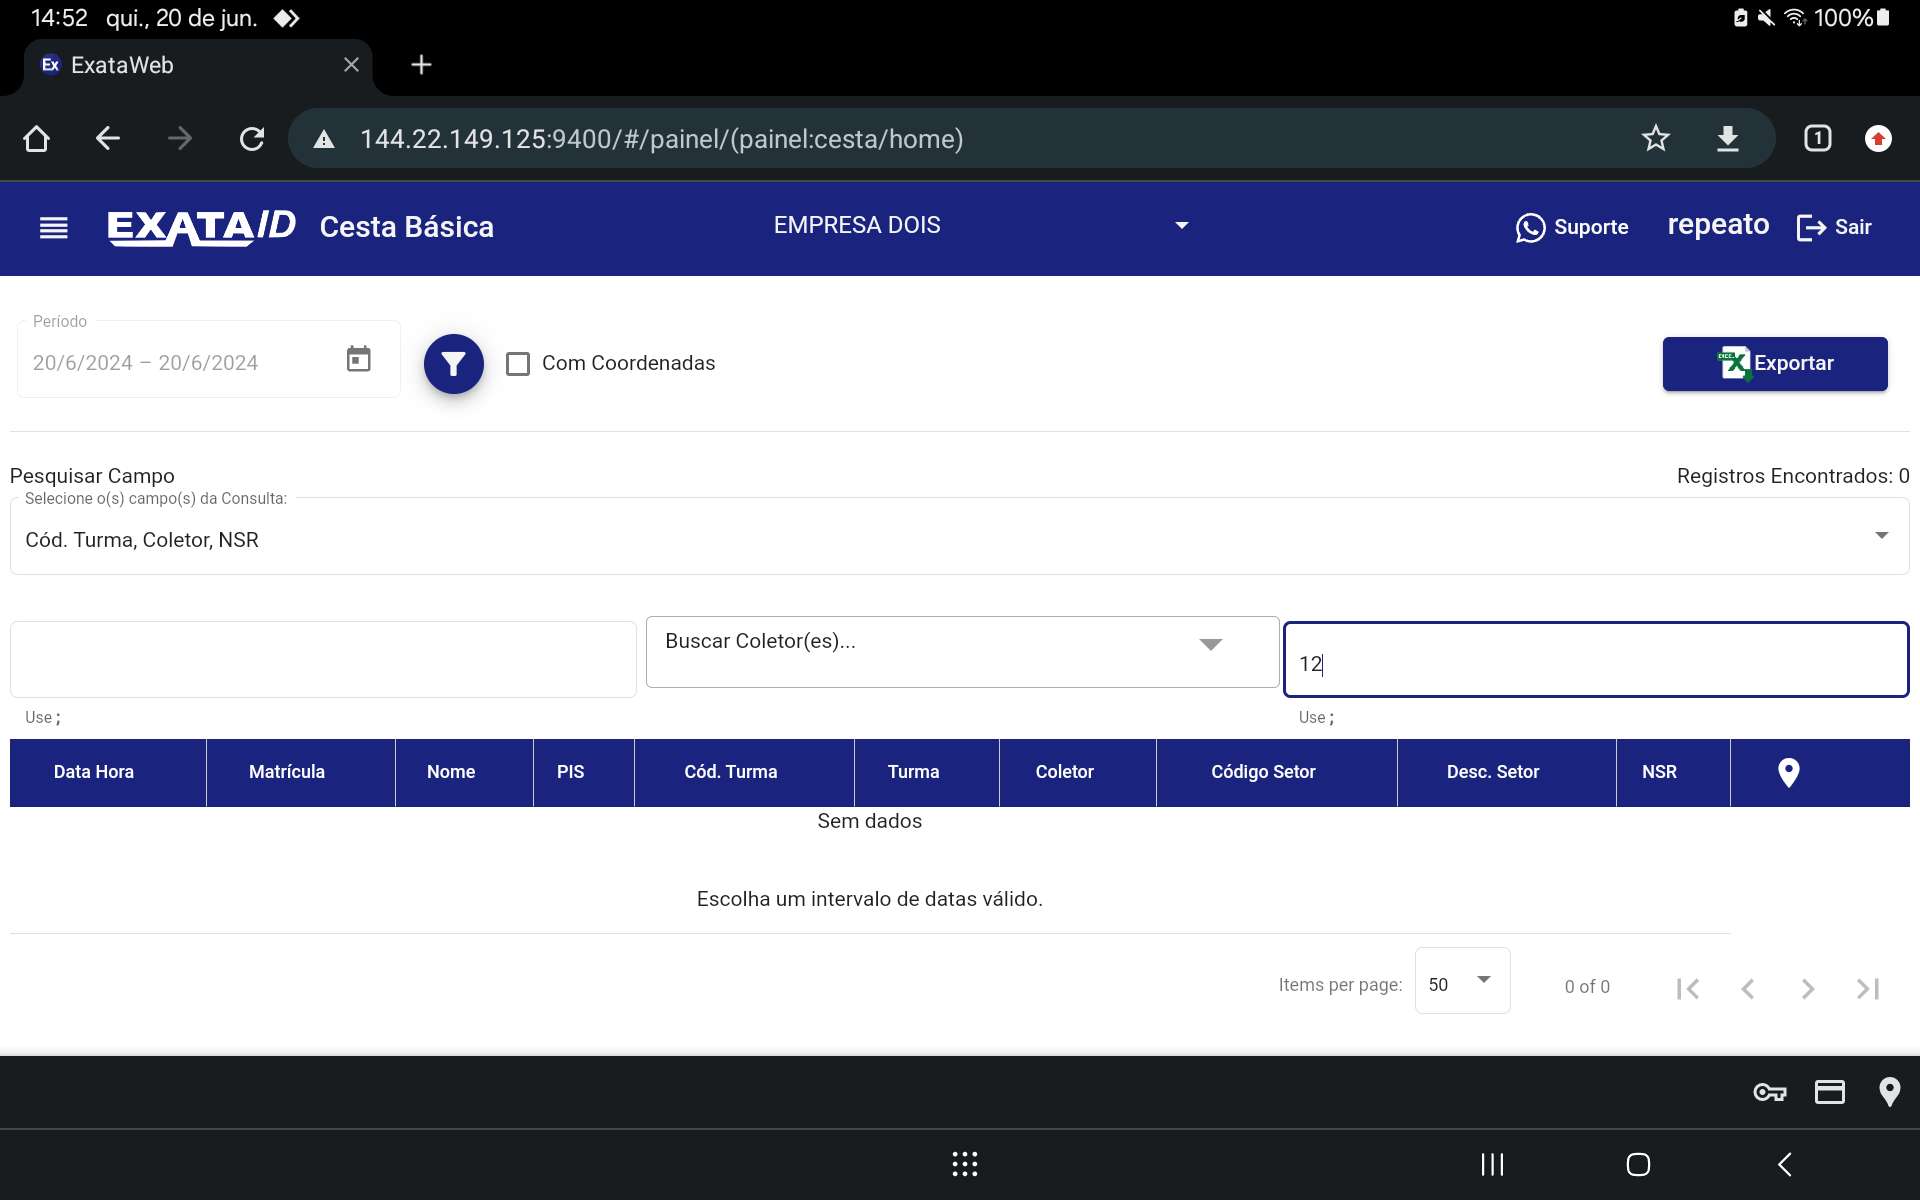 14:52 qui., 20 de jun. 100%
Ex ExataWeb
144.22.149.125:9400/#/painel/(painel:cesta/home) 1
EXATA/ID Cesta Básica EMPRESA DOIS Suporte repeato Sair
Período
20/6/2024 – 20/6/2024 Com Coordenadas Exportar
Pesquisar Campo Registros Encontrados: 0
Selecione o(s) campo(s) da Consulta:
Cód. Turma, Coletor, NSR
Buscar Coletor(es)... 12
Use ; Use ;
Data Hora Matrícula Nome PIS Cód. Turma Turma Coletor Código Setor Desc. Setor NSR
Sem dados
Escolha um intervalo de datas válido.
Items per page: 50 0 of 0